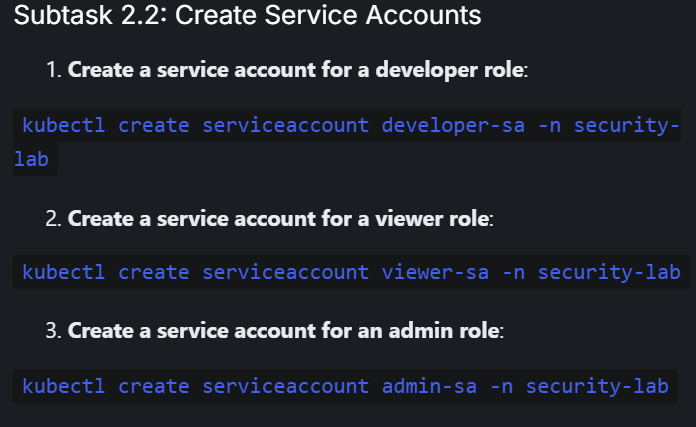 Subtask 2.2: Create Service Accounts
1. Create a service account for a developer role:
kubectl create serviceaccount developer-sa -n security-
lab
2. Create a service account for a viewer role:
kubectl create serviceaccount viewer-sa -n security-lab
3. Create a service account for an admin role:
kubectl create serviceaccount admin-sa -n security-lab